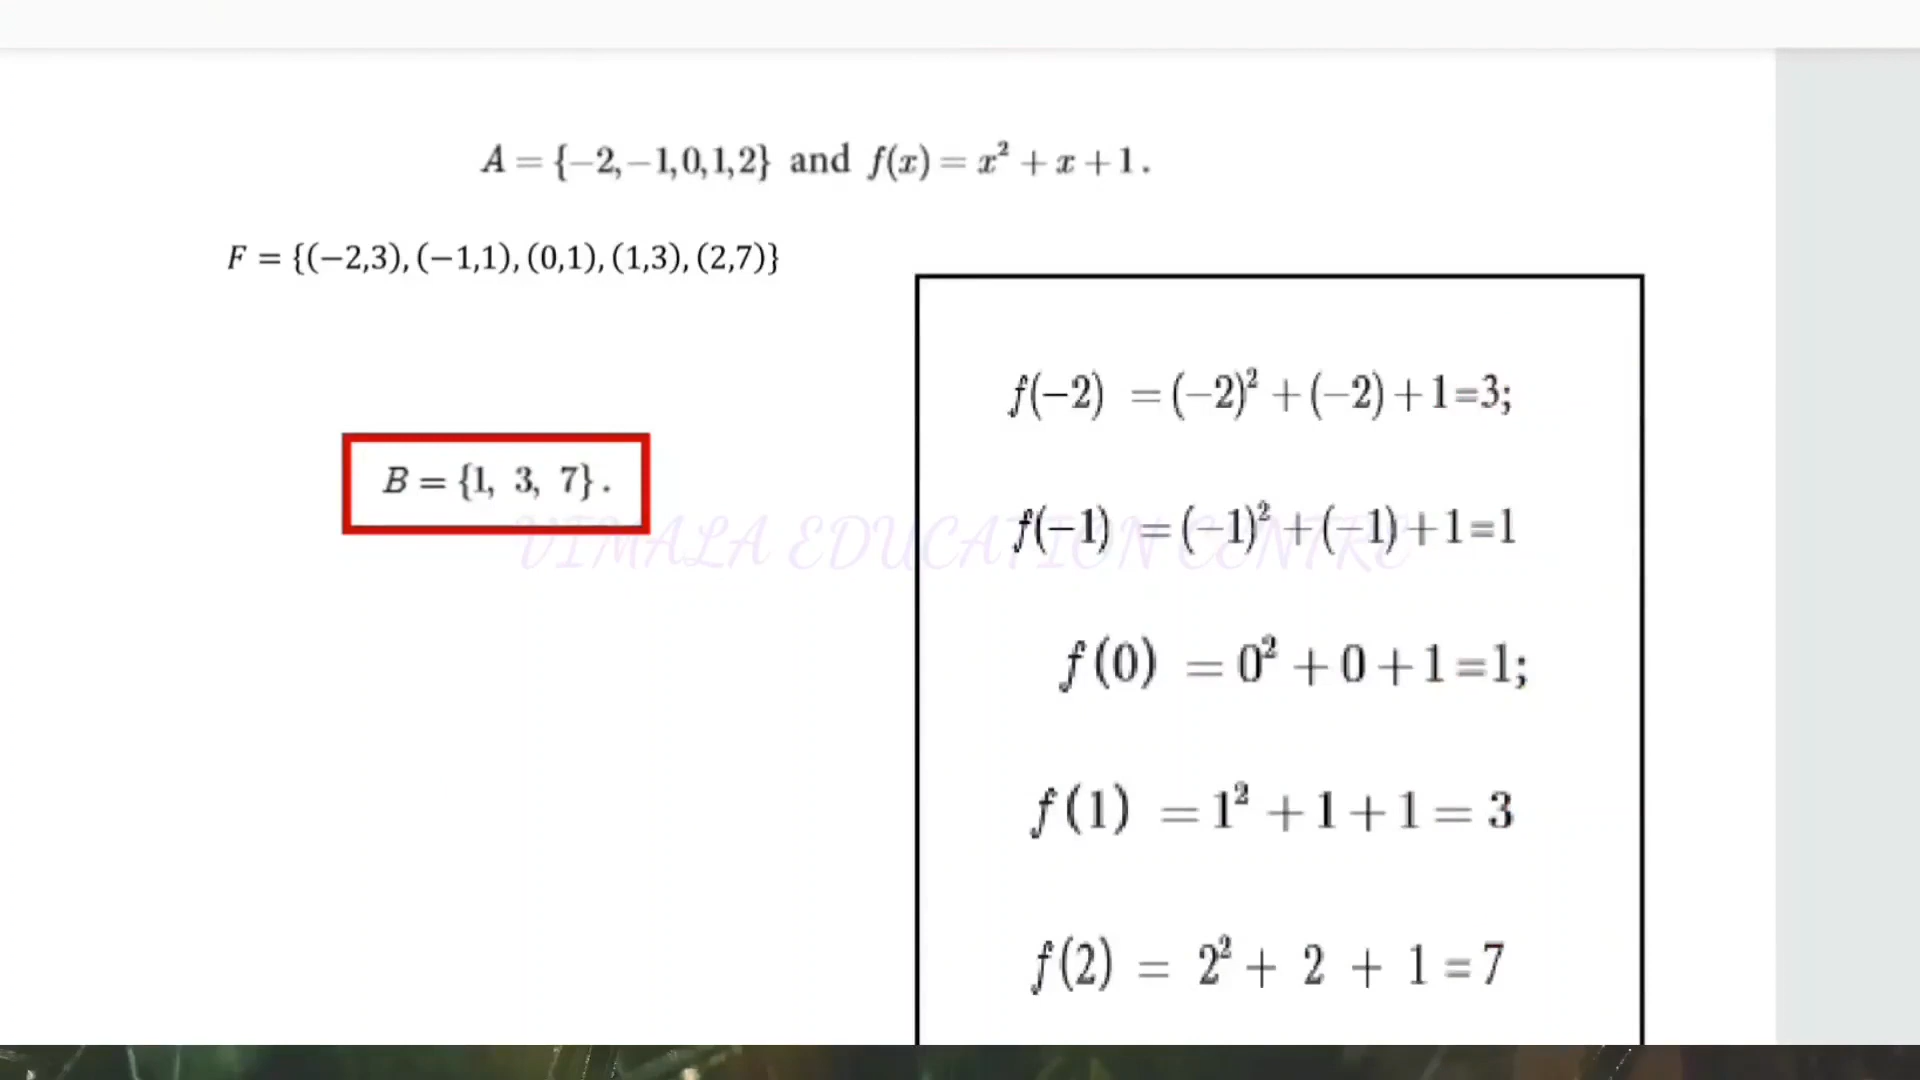 A = {−2, −1, 0, 1, 2} and f(x) = x² + x + 1.
F = {(−2,3), (−1,1), (0,1), (1,3), (2,7)}
B = {1, 3, 7}.
f(−2) = (−2)² + (−2) + 1=3;
f(−1) = (−1)² + (−1) + 1=1
f(0) = 0² + 0 + 1=1;
f(1) = 1² + 1 + 1 = 3
f(2) = 2² + 2 + 1 = 7
VIMALA EDUCATION CENTRE